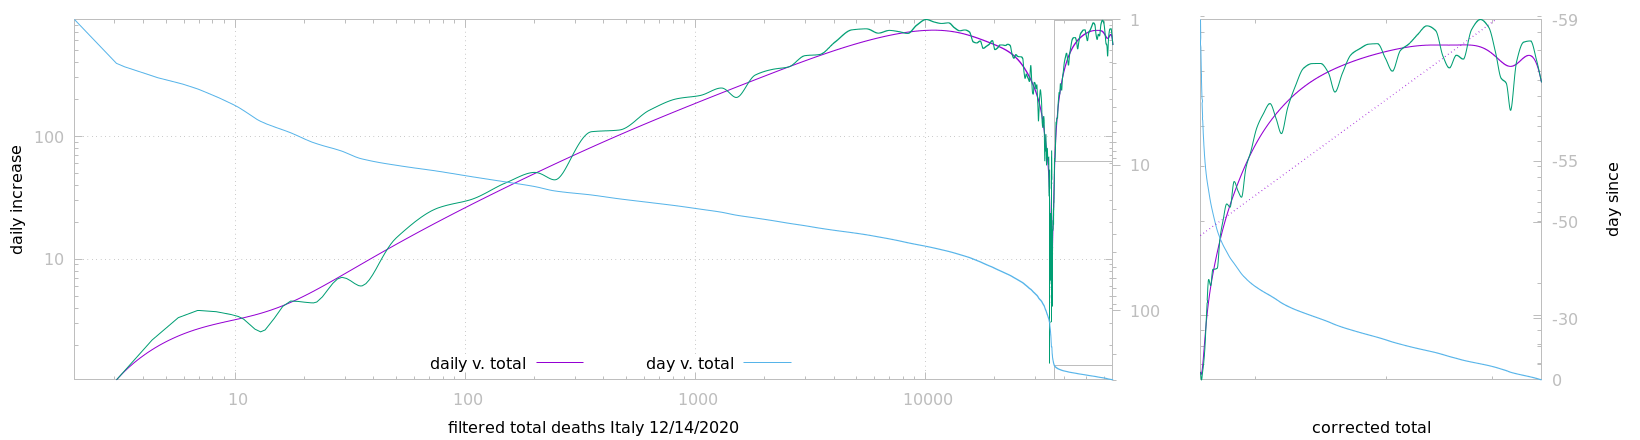 daily increase
100
10
10
100
1000
10000
filtered total deaths Italy 12/14/2020
daily v. total
day v. total
1
10
100
-59
-55
-50
-30
0
day since
corrected total